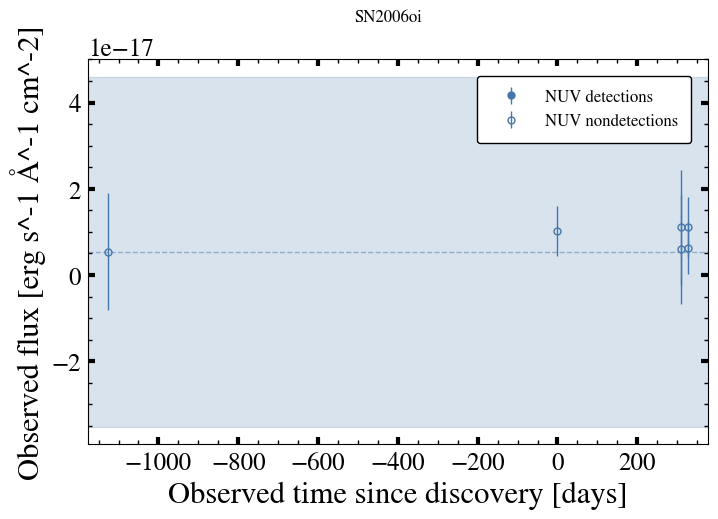 SN2006oi
1e−17
Observed flux [erg s^-1 Å^-1 cm^-2]
4
2
0
−2
NUV detections
NUV nondetections
−1000 −800 −600 −400 −200 0 200
Observed time since discovery [days]